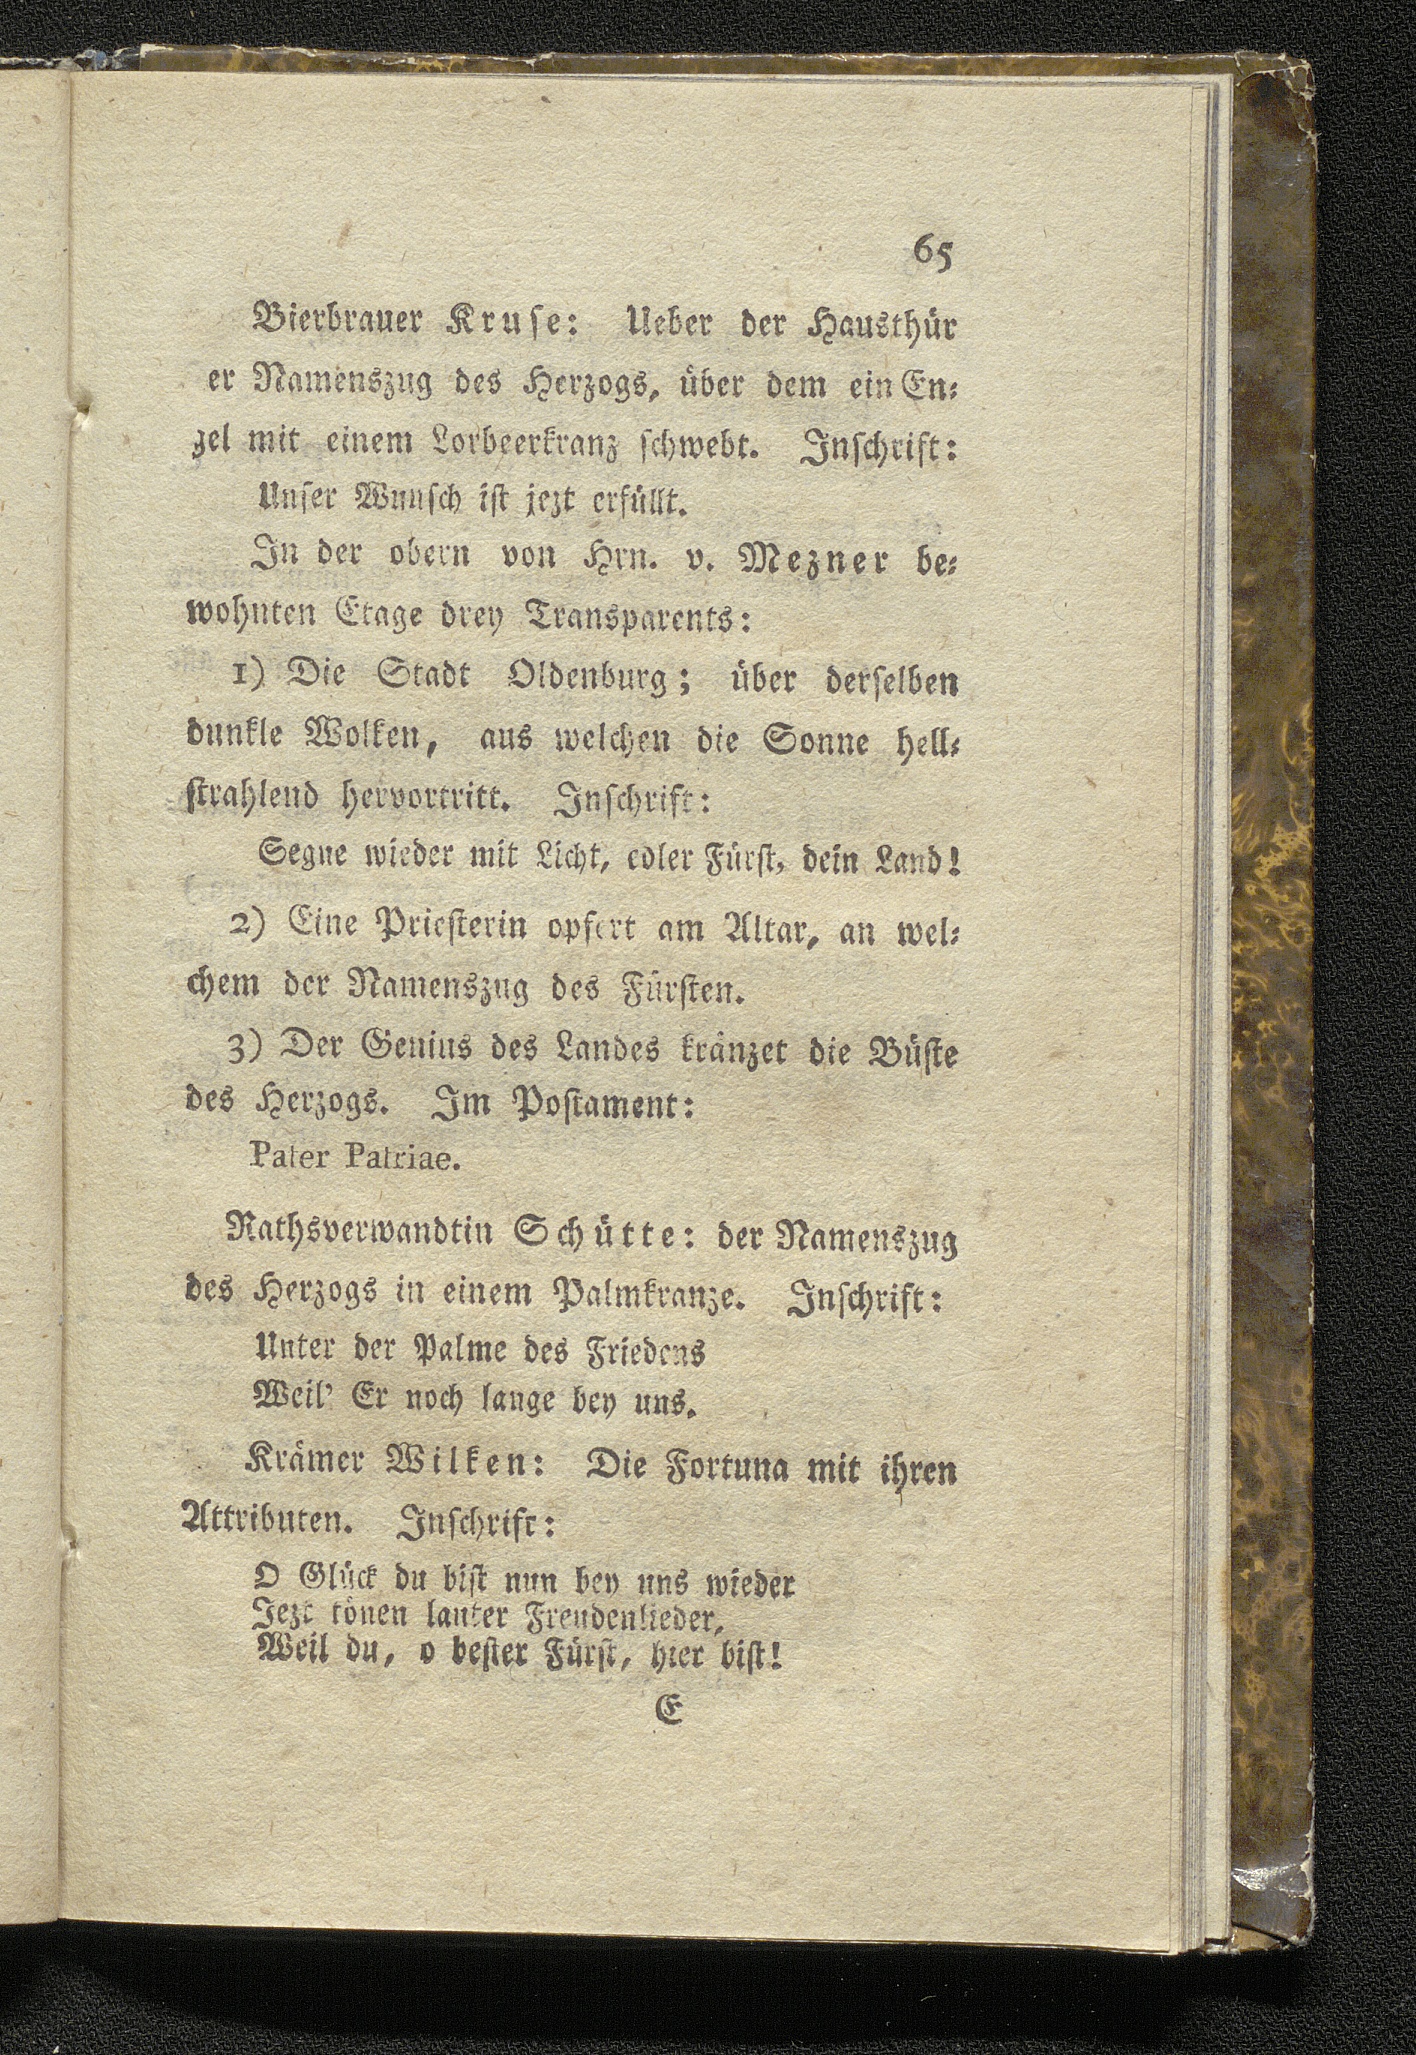 65
Bierbrauer Kruse: Ueber der Hausthür
er Namenszug des Herzogs, über dem ein En-
gel mit einem Lorbeerkranz schwebt. Inschrift:
Unser Wunsch ist jezt erfüllt.
In der obern von Hrn. v. Mezner be-
wohnten Etage drey Transparents:
1) Die Stadt Oldenburg; über derselben
dunkle Wolken, aus welchen die Sonne hell-
strahlend hervortritt. Inschrift:
Segne wieder mit Licht, edler Fürst, dein Land!
2) Eine Priesterin opfert am Altar, an wel-
chem der Namenszug des Fürsten.
3) Der Genius des Landes kränzet die Büste
des Herzogs. Im Postament:
Pater Patriae.
Rathsverwandtin Schütte: der Namenszug
des Herzogs in einem Palmkranze. Inschrift:
Unter der Palme des Friedens
Weil' Er noch lange bey uns.
Krämer Wilken: Die Fortuna mit ihren
Attributen. Inschrift:
O Glück du bist nun bey uns wieder
Jezt tönen lauter Freudenlieder,
Weil du, o bester Fürst, hier bist!
E